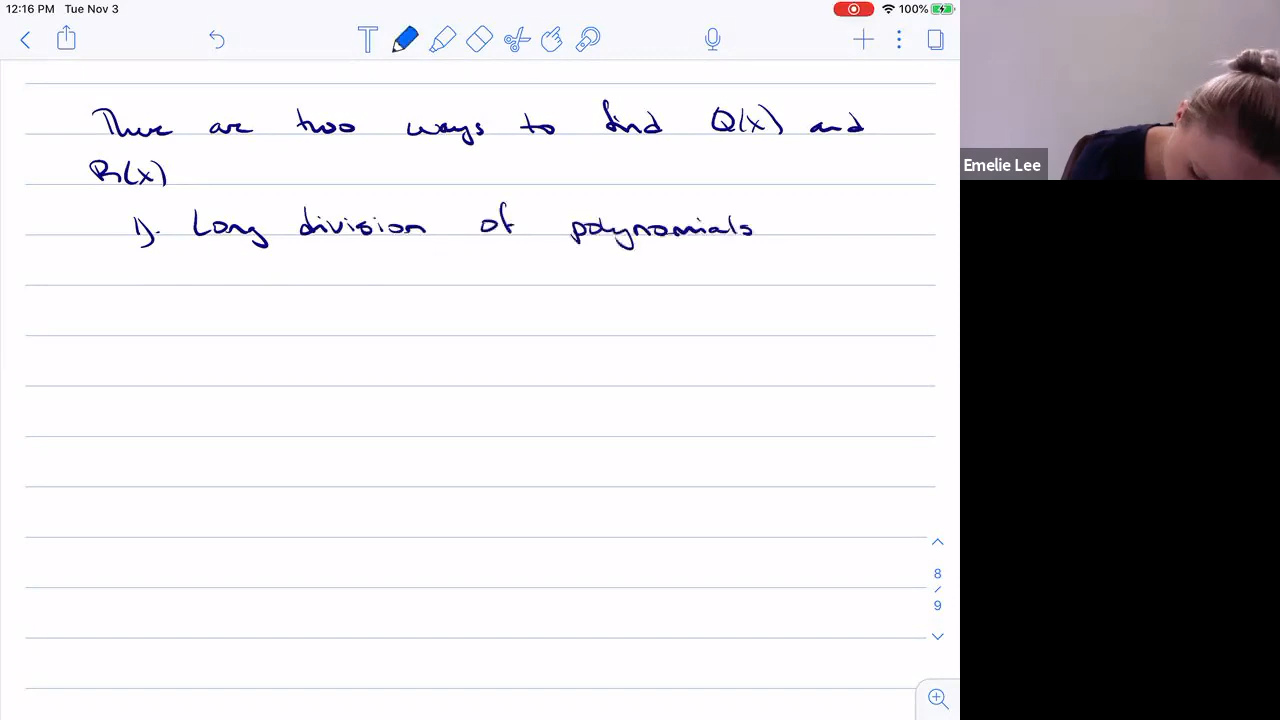 12:16 PM Tue Nov 3
100%
There are two ways to find Q(x) and
R(x)
1). Long division of polynomials
Emelie Lee
8
/
9